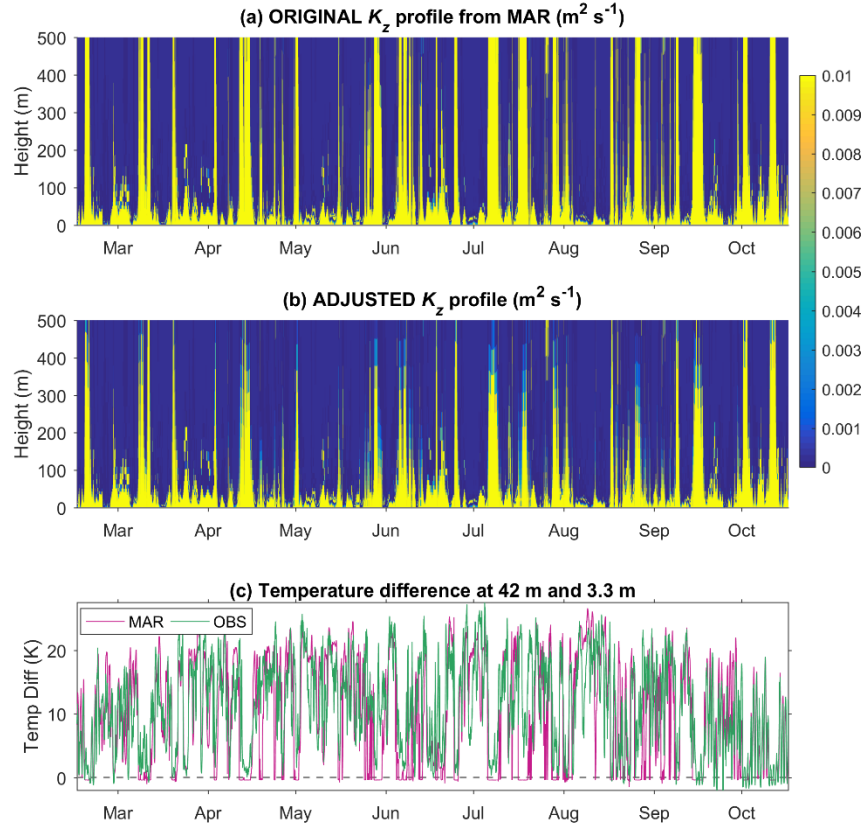 (a) ORIGINAL K_z profile from MAR (m² s⁻¹)
500
400
300
200
100
0
Height (m)
Mar Apr May Jun Jul Aug Sep Oct
0.01
0.009
0.008
0.007
0.006
0.005
0.004
0.003
0.002
0.001
0
(b) ADJUSTED K_z profile (m² s⁻¹)
500
400
300
200
100
0
Height (m)
Mar Apr May Jun Jul Aug Sep Oct
(c) Temperature difference at 42 m and 3.3 m
MAR OBS
20
10
0
Temp Diff (K)
Mar Apr May Jun Jul Aug Sep Oct